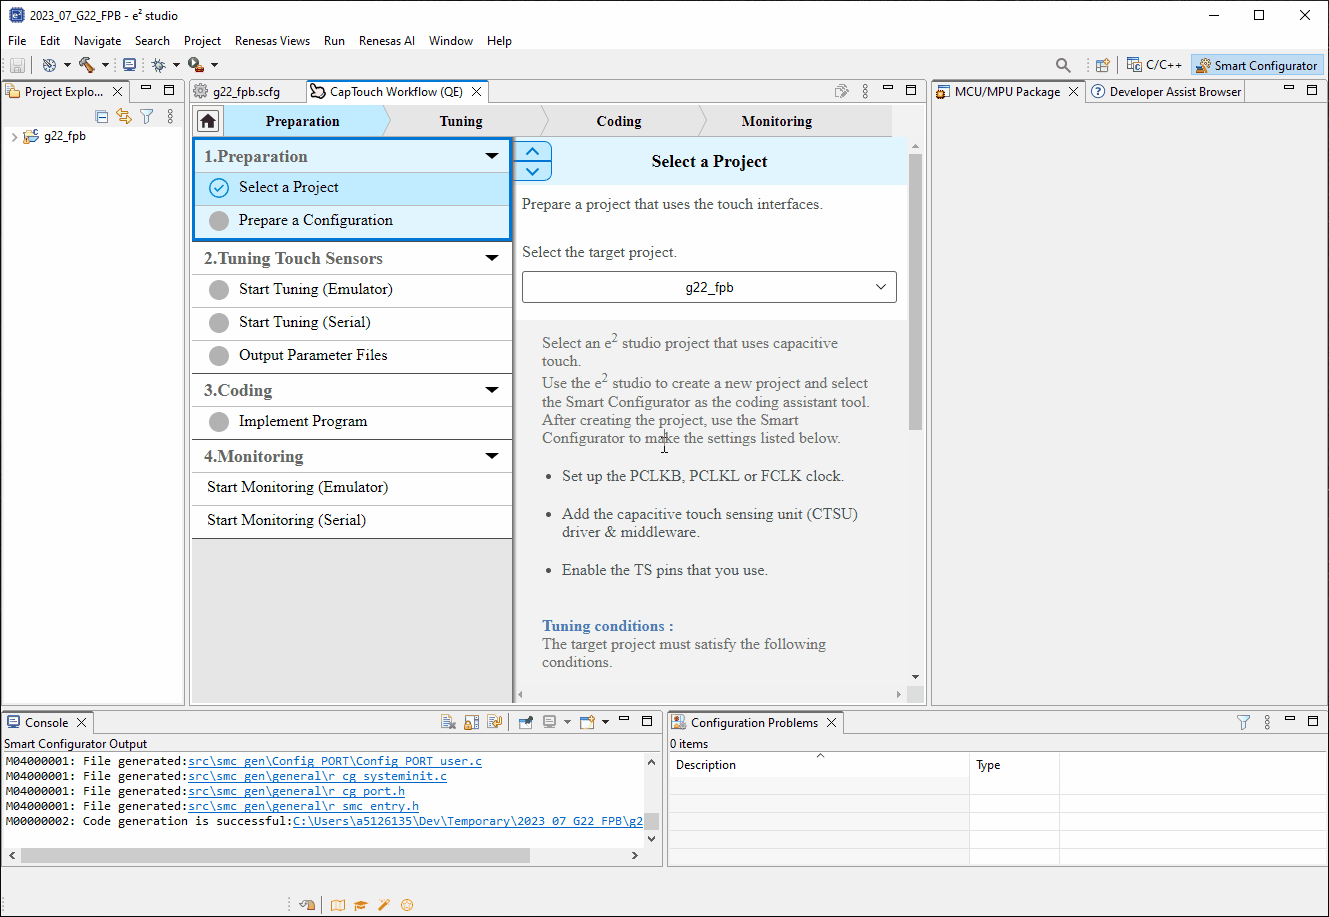 2023_07_G22_FPB - e² studio
File Edit Navigate Search Project Renesas Views Run Renesas AI Window Help
C/C++ Smart Configurator
Project Explo...
g22_fpb
g22_fpb.scfg CapTouch Workflow (QE)
Preparation Tuning Coding Monitoring
1.Preparation
Select a Project
Prepare a Configuration
2.Tuning Touch Sensors
Start Tuning (Emulator)
Start Tuning (Serial)
Output Parameter Files
3.Coding
Implement Program
4.Monitoring
Start Monitoring (Emulator)
Start Monitoring (Serial)
Select a Project
Prepare a project that uses the touch interfaces.
Select the target project.
g22_fpb
Select an e2 studio project that uses capacitive
touch.
Use the e2 studio to create a new project and select
the Smart Configurator as the coding assistant tool.
After creating the project, use the Smart
Configurator to make the settings listed below.
• Set up the PCLKB, PCLKL or FCLK clock.
• Add the capacitive touch sensing unit (CTSU)
driver & middleware.
• Enable the TS pins that you use.
Tuning conditions :
The target project must satisfy the following
conditions.
MCU/MPU Package Developer Assist Browser
Console
Smart Configurator Output
M04000001: File generated:src\smc_gen\Config_PORT\Config_PORT_user.c
M04000001: File generated:src\smc_gen\general\r_cg_systeminit.c
M04000001: File generated:src\smc_gen\general\r_cg_port.h
M04000001: File generated:src\smc_gen\general\r_smc_entry.h
M00000002: Code generation is successful:C:\Users\a5126135\Dev\Temporary\2023_07_G22_FPB\g2
Configuration Problems
0 items
Description Type